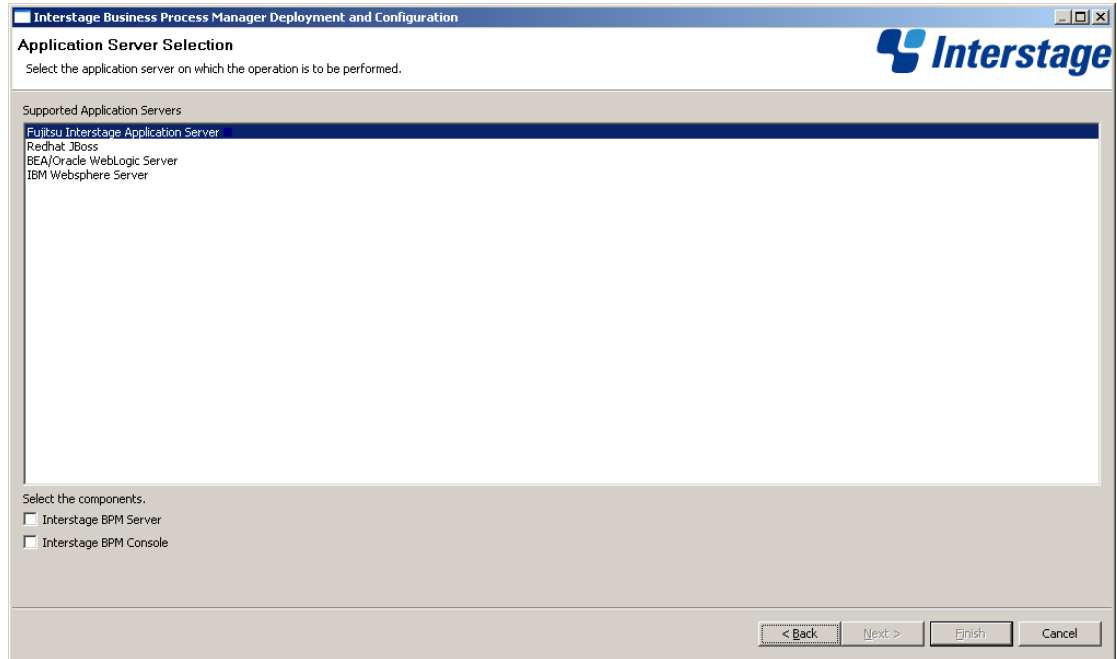 Interstage Business Process Manager Deployment and Configuration
Application Server Selection
Select the application server on which the operation is to be performed.
Interstage
Supported Application Servers
Fujitsu Interstage Application Server
Redhat JBoss
BEA/Oracle WebLogic Server
IBM Websphere Server
Select the components.
Interstage BPM Server
Interstage BPM Console
< Back Next > Finish Cancel